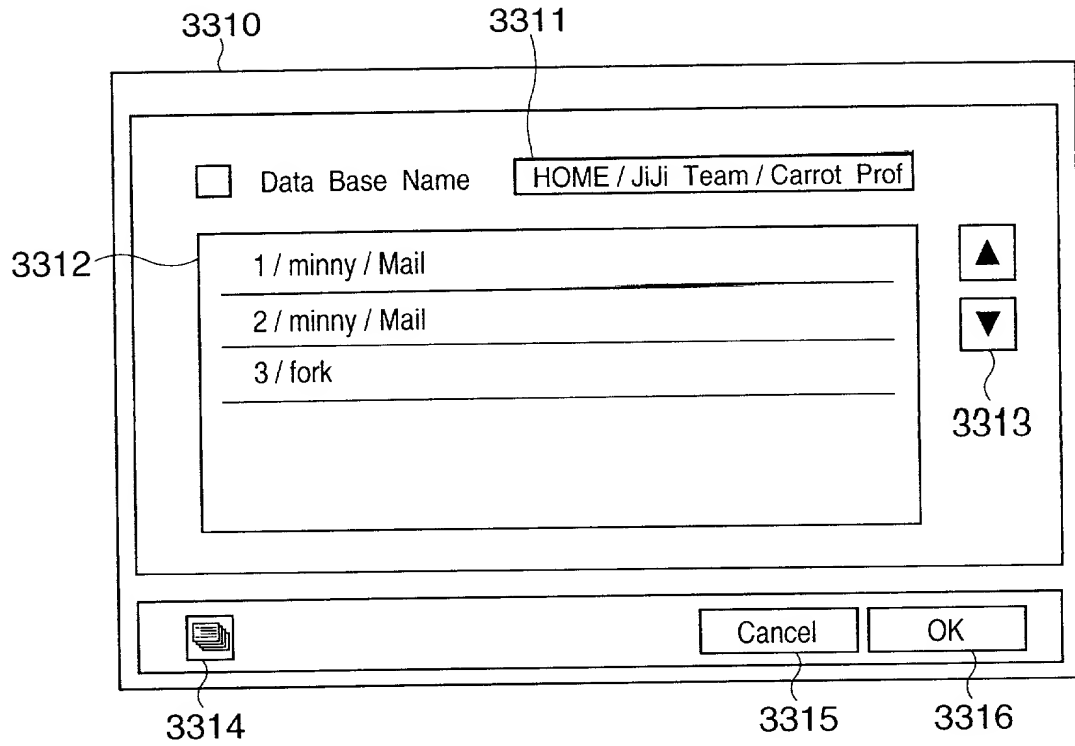 3310 3311
Data Base Name HOME / JiJi Team / Carrot Prof
3312
1 / minny / Mail
2 / minny / Mail
3 / fork
3313
Cancel OK
3314 3315 3316